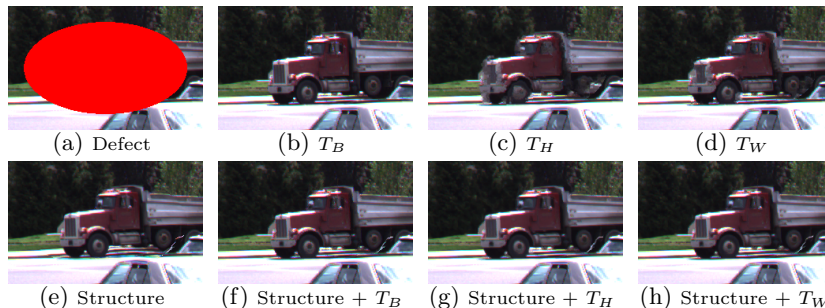 (a) Defect
(b) T_B
(c) T_H
(d) T_W
(e) Structure
(f) Structure + T_B
(g) Structure + T_H
(h) Structure + T_W